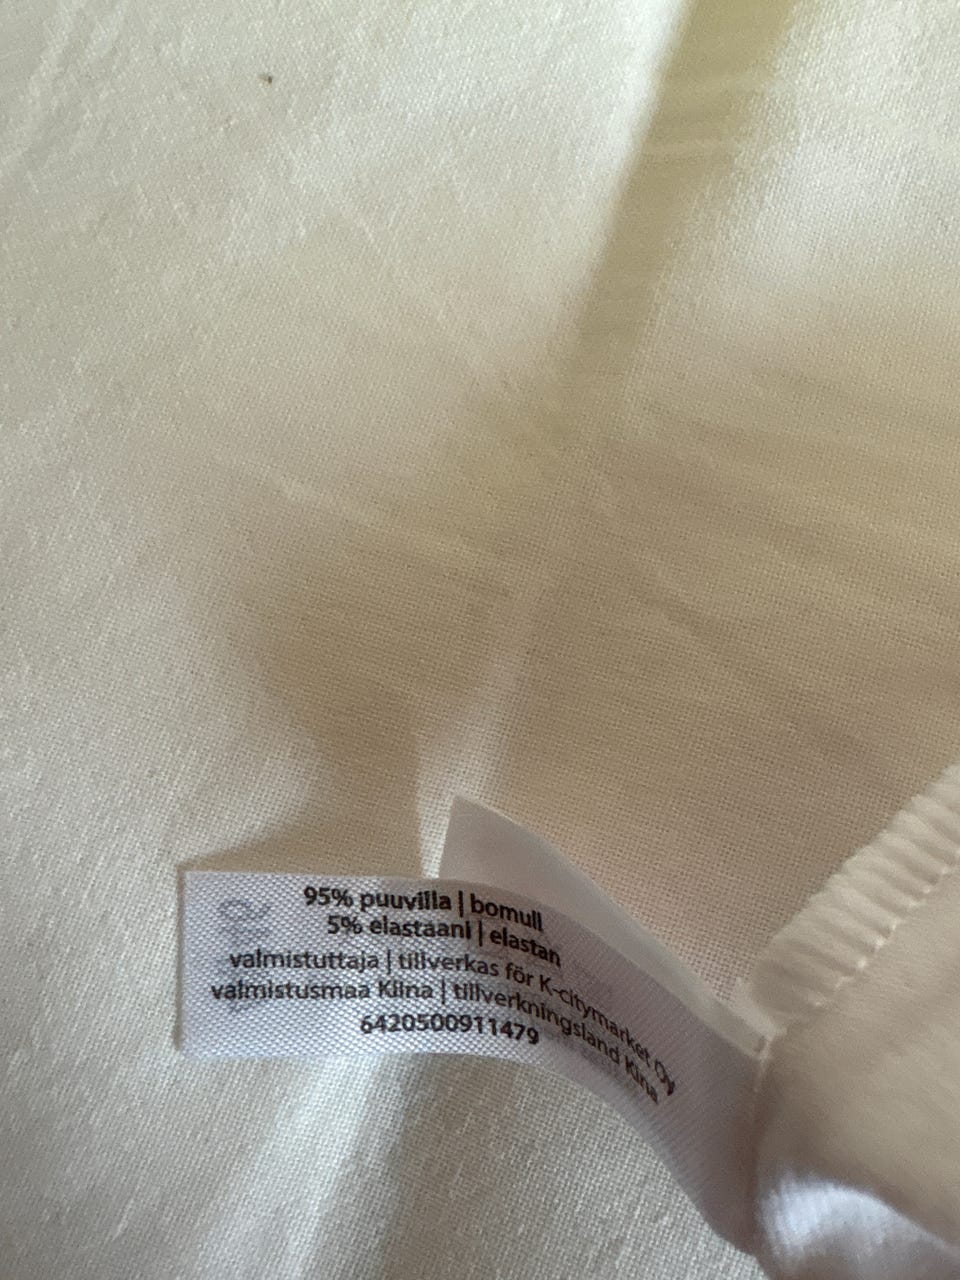 95% puuvilla | bomull
5% elastaani | elastan
valmistuttaja | tillverkas för K-citymarket Oy
valmistusmaa Kiina | tillverkningsland Kina
6420500911479